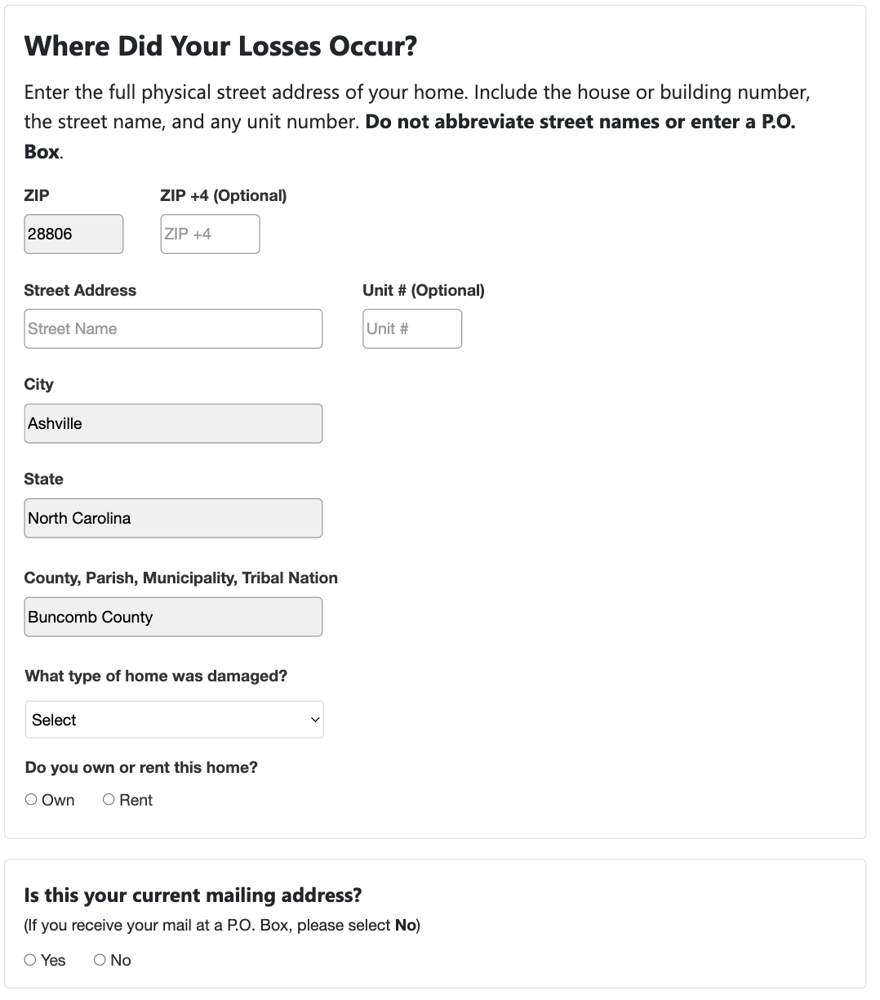 Where Did Your Losses Occur?
Enter the full physical street address of your home. Include the house or building number,
the street name, and any unit number. Do not abbreviate street names or enter a P.O.
Box.
ZIP
ZIP +4 (Optional)
28806
ZIP +4
Street Address
Unit # (Optional)
Street Name
Unit #
City
Ashville
State
North Carolina
County, Parish, Municipality, Tribal Nation
Buncomb County
What type of home was damaged?
Select
Do you own or rent this home?
Own
Rent
Is this your current mailing address?
(If you receive your mail at a P.O. Box, please select No)
Yes
No